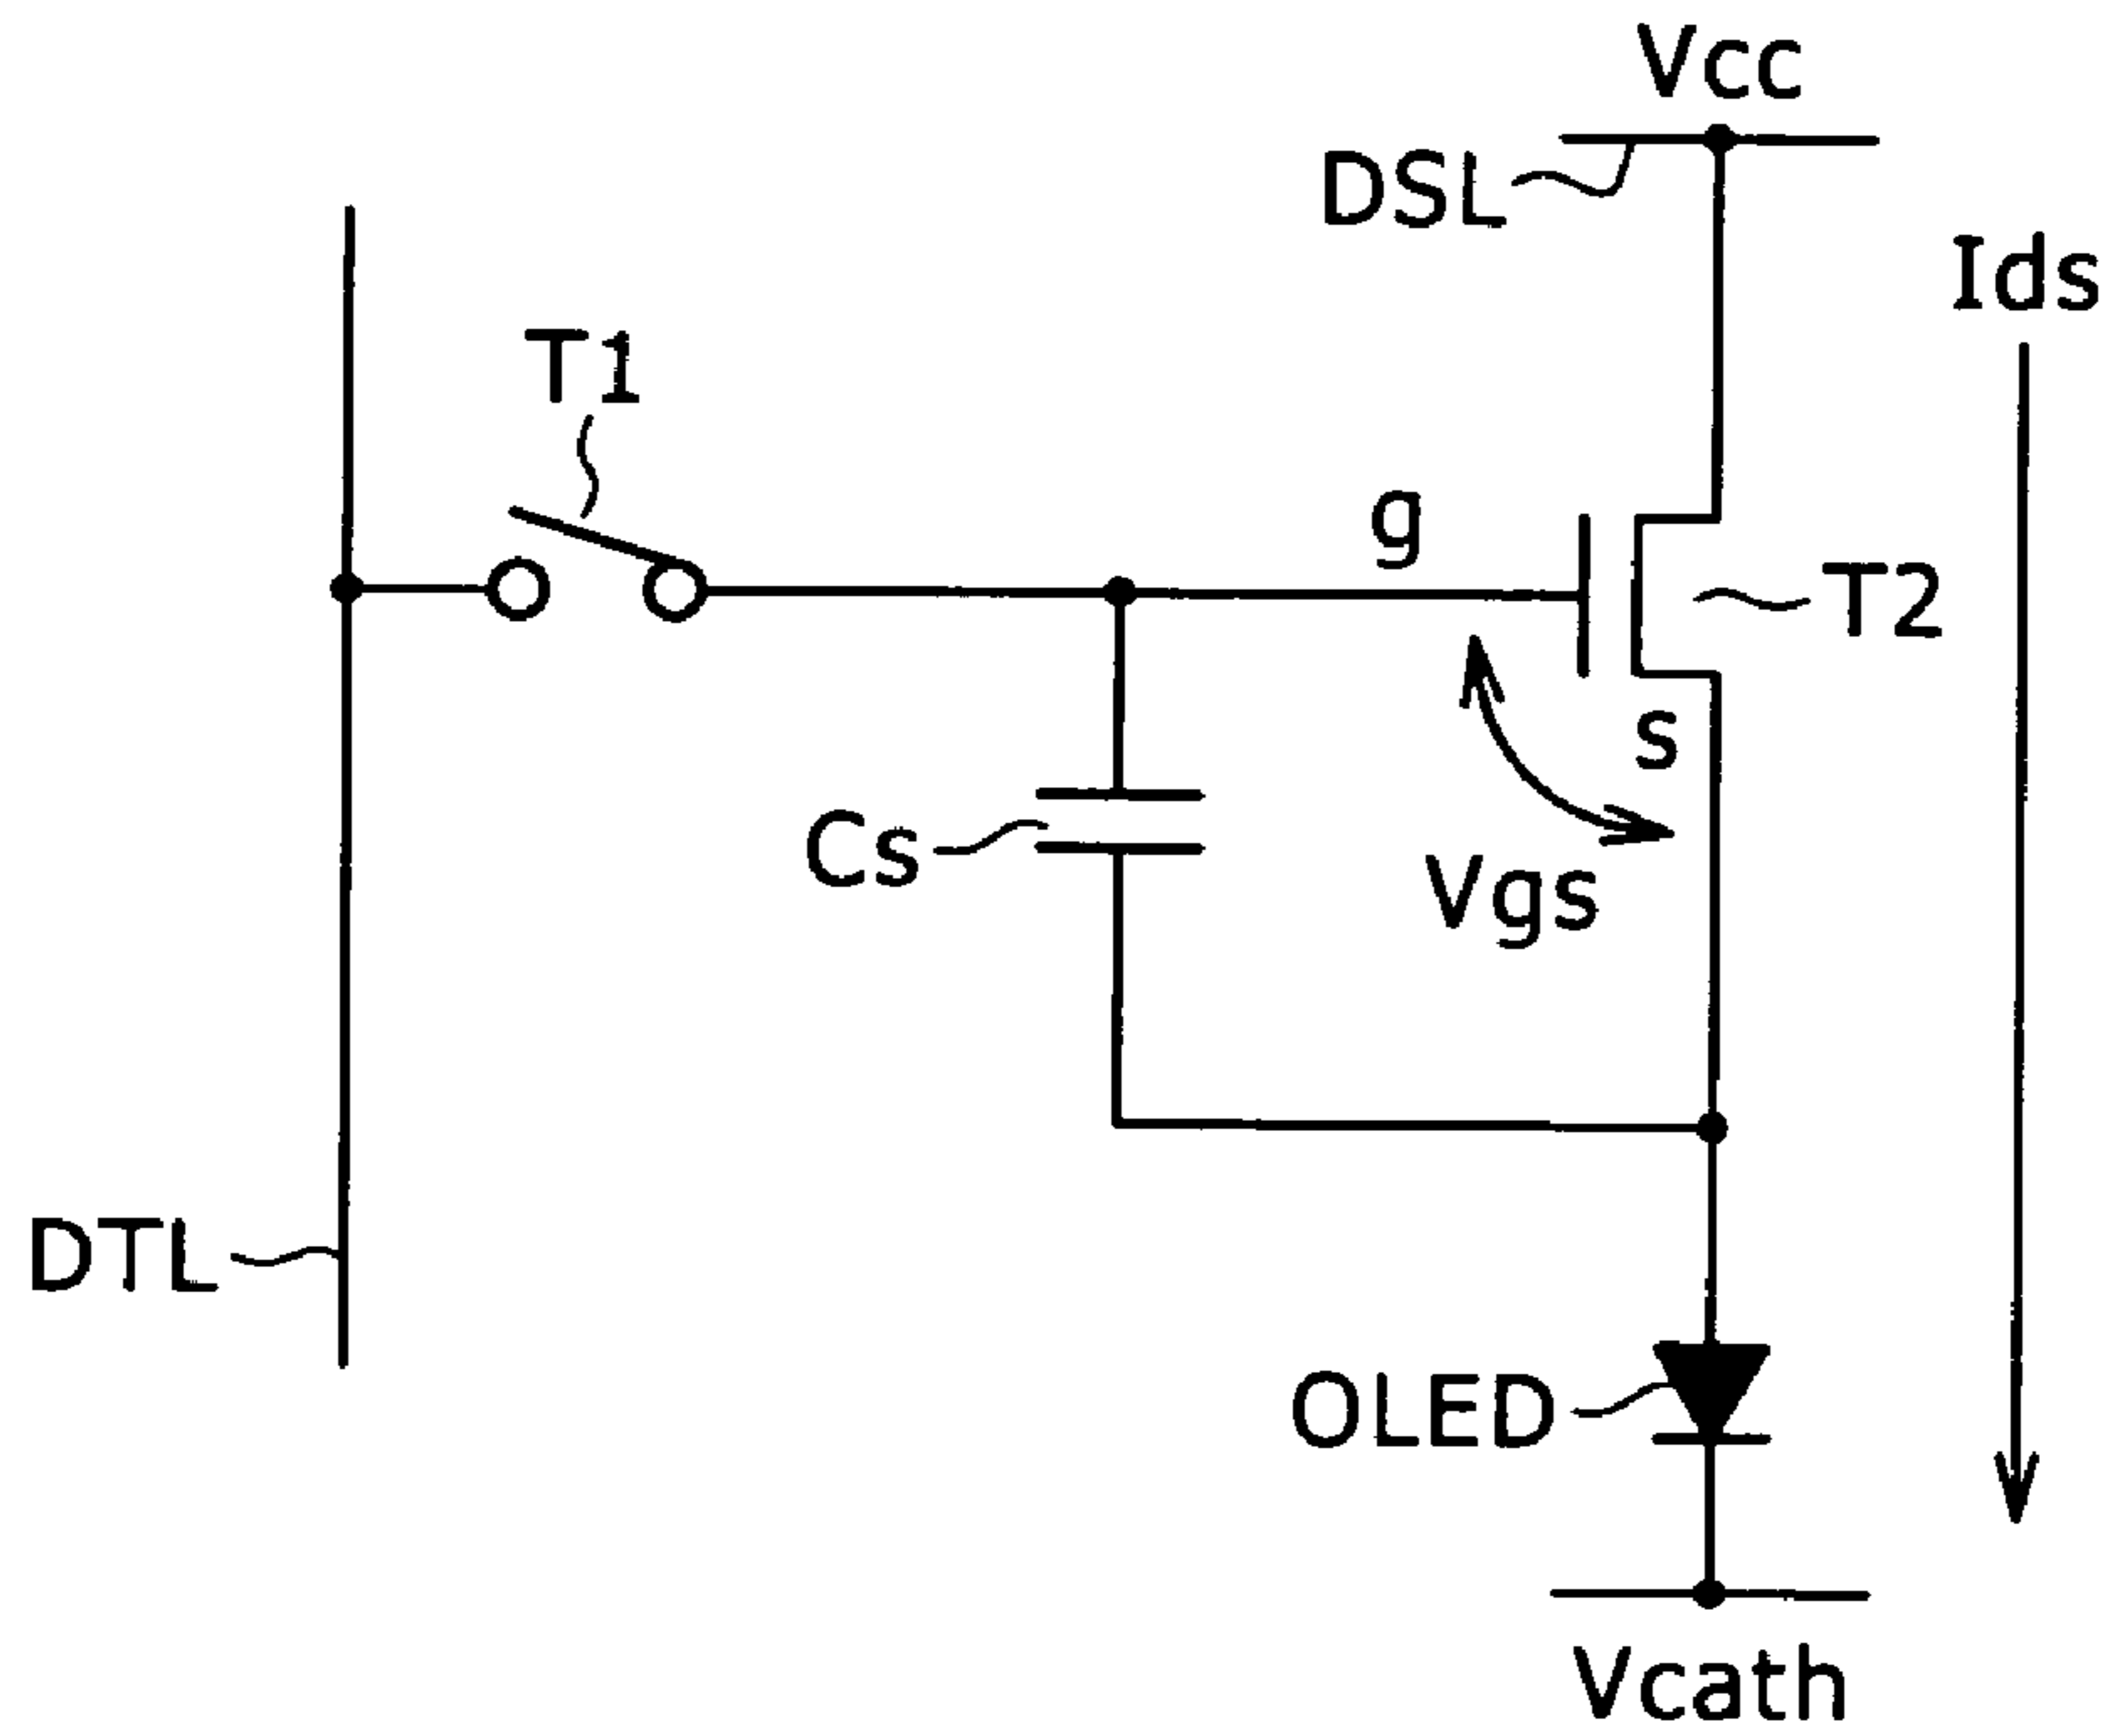 Vcc
DSL
Ids
T1
g
T2
s
Cs
Vgs
DTL
OLED
Vcath